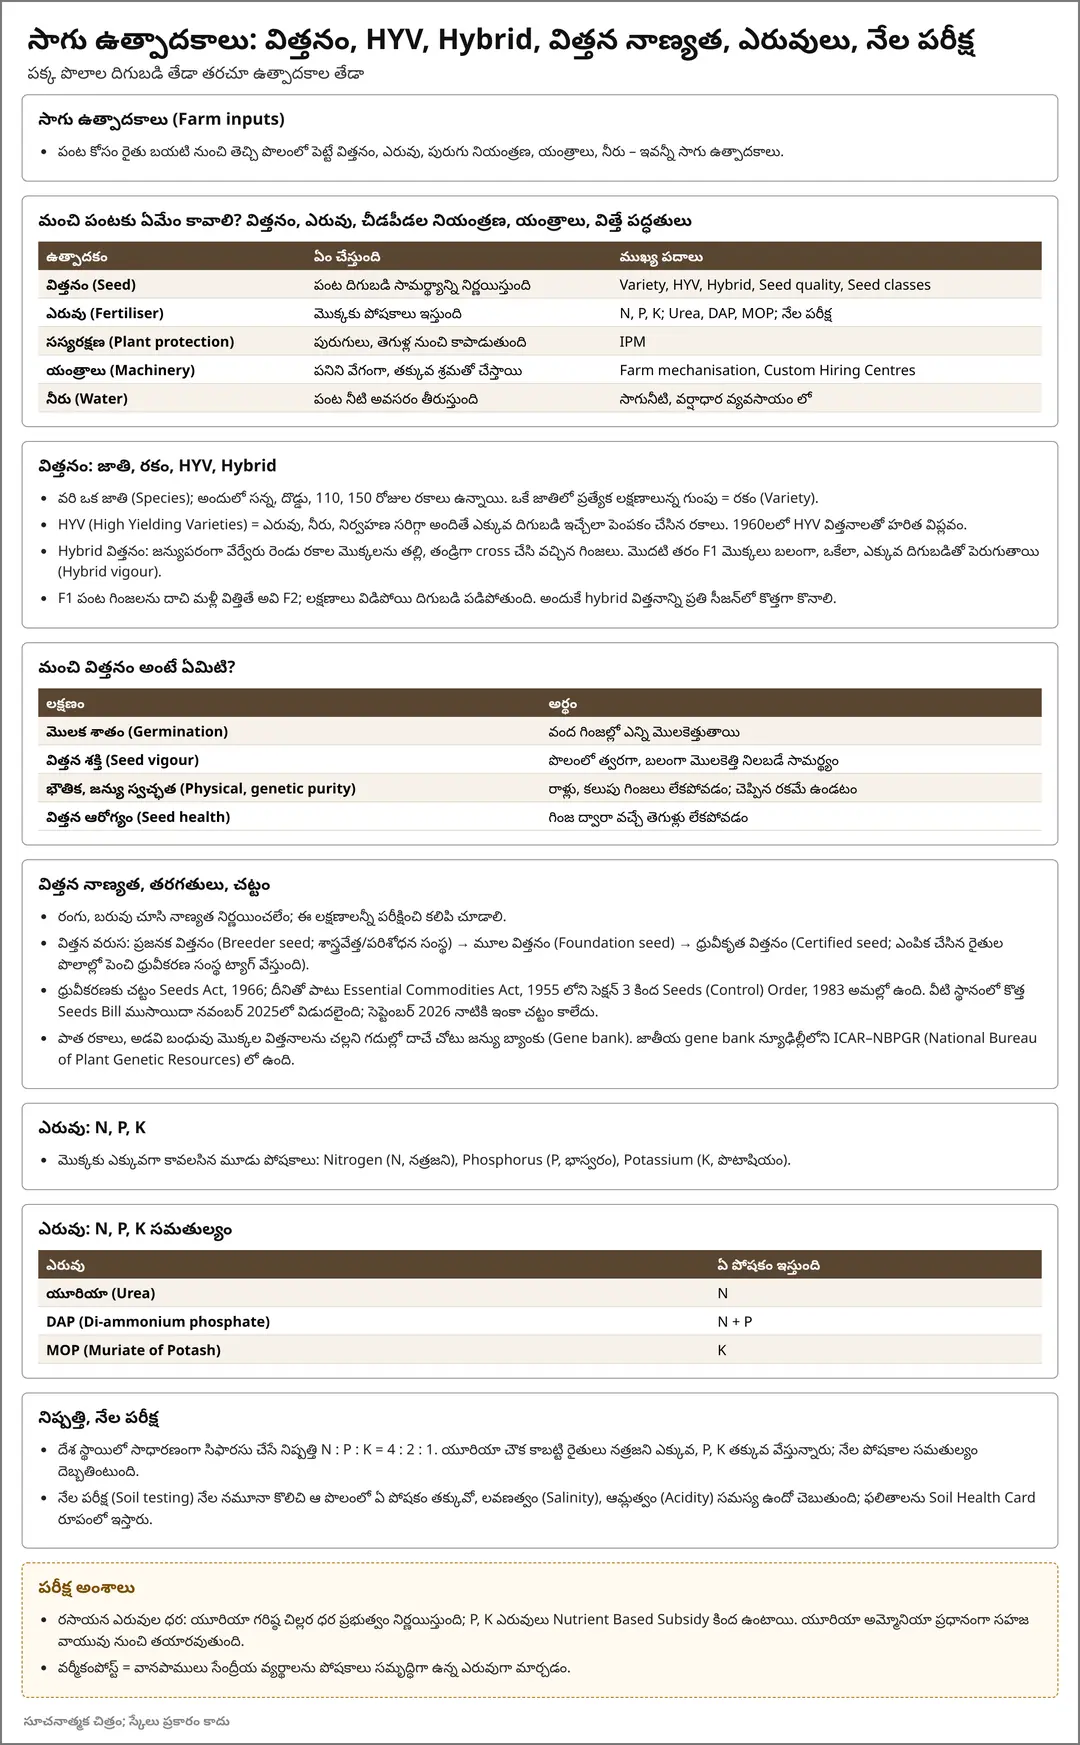 సాగు ఉత్పాదకాలు: విత్తనం, HYV, Hybrid, విత్తన నాణ్యత, ఎరువులు, నేల పరీక్ష
పక్క పొలాల దిగుబడి తేడా తరచూ ఉత్పాదకాల తేడా
సాగు ఉత్పాదకాలు (Farm inputs)
• పంట కోసం రైతు బయటి నుంచి తెచ్చి పొలంలో పెట్టే విత్తనం, ఎరువు, పురుగు నియంత్రణ, యంత్రాలు, నీరు – ఇవన్నీ సాగు ఉత్పాదకాలు.
మంచి పంటకు ఏమేం కావాలి? విత్తనం, ఎరువు, చీడపీడల నియంత్రణ, యంత్రాలు, విత్తే పద్ధతులు
ఉత్పాదకం ఏం చేస్తుంది ముఖ్య పదాలు
విత్తనం (Seed) పంట దిగుబడి సామర్థ్యాన్ని నిర్ణయిస్తుంది Variety, HYV, Hybrid, Seed quality, Seed classes
ఎరువు (Fertiliser) మొక్కకు పోషకాలు ఇస్తుంది N, P, K; Urea, DAP, MOP; నేల పరీక్ష
సస్యరక్షణ (Plant protection) పురుగులు, తెగుళ్ల నుంచి కాపాడుతుంది IPM
యంత్రాలు (Machinery) పనిని వేగంగా, తక్కువ శ్రమతో చేస్తాయి Farm mechanisation, Custom Hiring Centres
నీరు (Water) పంట నీటి అవసరం తీరుస్తుంది సాగునీటి, వర్షాధార వ్యవసాయం లో
విత్తనం: జాతి, రకం, HYV, Hybrid
• వరి ఒక జాతి (Species); అందులో సన్న, దొడ్డు, 110, 150 రోజుల రకాలు ఉన్నాయి. ఒకే జాతిలో ప్రత్యేక లక్షణాలున్న గుంపు = రకం (Variety).
• HYV (High Yielding Varieties) = ఎరువు, నీరు, నిర్వహణ సరిగ్గా అందితే ఎక్కువ దిగుబడి ఇచ్చేలా పెంపకం చేసిన రకాలు. 1960లలో HYV విత్తనాలతో హరిత విప్లవం.
• Hybrid విత్తనం: జన్యుపరంగా వేర్వేరు రెండు రకాల మొక్కలను తల్లి, తండ్రిగా cross చేసి వచ్చిన గింజలు. మొదటి తరం F1 మొక్కలు బలంగా, ఒకేలా, ఎక్కువ దిగుబడితో పెరుగుతాయి
(Hybrid vigour).
• F1 పంట గింజలను దాచి మళ్లీ విత్తితే అవి F2; లక్షణాలు విడిపోయి దిగుబడి పడిపోతుంది. అందుకే hybrid విత్తనాన్ని ప్రతి సీజన్‌లో కొత్తగా కొనాలి.
మంచి విత్తనం అంటే ఏమిటి?
లక్షణం అర్థం
మొలక శాతం (Germination) వంద గింజల్లో ఎన్ని మొలకెత్తుతాయి
విత్తన శక్తి (Seed vigour) పొలంలో త్వరగా, బలంగా మొలకెత్తి నిలబడే సామర్థ్యం
భౌతిక, జన్యు స్వచ్ఛత (Physical, genetic purity) రాళ్లు, కలుపు గింజలు లేకపోవడం; చెప్పిన రకమే ఉండటం
విత్తన ఆరోగ్యం (Seed health) గింజ ద్వారా వచ్చే తెగుళ్లు లేకపోవడం
విత్తన నాణ్యత, తరగతులు, చట్టం
• రంగు, బరువు చూసి నాణ్యత నిర్ణయించలేం; ఈ లక్షణాలన్నీ పరీక్షించి కలిపి చూడాలి.
• విత్తన వరుస: ప్రజనక విత్తనం (Breeder seed; శాస్త్రవేత్త/పరిశోధన సంస్థ) → మూల విత్తనం (Foundation seed) → ధ్రువీకృత విత్తనం (Certified seed; ఎంపిక చేసిన రైతుల
పొలాల్లో పెంచి ధ్రువీకరణ సంస్థ ట్యాగ్ వేస్తుంది).
• ధ్రువీకరణకు చట్టం Seeds Act, 1966; దీనితో పాటు Essential Commodities Act, 1955 లోని సెక్షన్ 3 కింద Seeds (Control) Order, 1983 అమల్లో ఉంది. వీటి స్థానంలో కొత్త
Seeds Bill ముసాయిదా నవంబర్ 2025లో విడుదలైంది; సెప్టెంబర్ 2026 నాటికి ఇంకా చట్టం కాలేదు.
• పాత రకాలు, అడవి బంధువు మొక్కల విత్తనాలను చల్లని గదుల్లో దాచే చోటు జన్యు బ్యాంకు (Gene bank). జాతీయ gene bank న్యూఢిల్లీలోని ICAR–NBPGR (National Bureau
of Plant Genetic Resources) లో ఉంది.
ఎరువు: N, P, K
• మొక్కకు ఎక్కువగా కావలసిన మూడు పోషకాలు: Nitrogen (N, నత్రజని), Phosphorus (P, భాస్వరం), Potassium (K, పొటాషియం).
ఎరువు: N, P, K సమతుల్యం
ఎరువు ఏ పోషకం ఇస్తుంది
యూరియా (Urea) N
DAP (Di-ammonium phosphate) N + P
MOP (Muriate of Potash) K
నిష్పత్తి, నేల పరీక్ష
• దేశ స్థాయిలో సాధారణంగా సిఫారసు చేసే నిష్పత్తి N : P : K = 4 : 2 : 1. యూరియా చౌక కాబట్టి రైతులు నత్రజని ఎక్కువ, P, K తక్కువ వేస్తున్నారు; నేల పోషకాల సమతుల్యం
దెబ్బతింటుంది.
• నేల పరీక్ష (Soil testing) నేల నమూనా కొలిచి ఆ పొలంలో ఏ పోషకం తక్కువో, లవణత్వం (Salinity), ఆమ్లత్వం (Acidity) సమస్య ఉందో చెబుతుంది; ఫలితాలను Soil Health Card
రూపంలో ఇస్తారు.
పరీక్ష అంశాలు
• రసాయన ఎరువుల ధర: యూరియా గరిష్ఠ చిల్లర ధర ప్రభుత్వం నిర్ణయిస్తుంది; P, K ఎరువులు Nutrient Based Subsidy కింద ఉంటాయి. యూరియా అమ్మోనియా ప్రధానంగా సహజ
వాయువు నుంచి తయారవుతుంది.
• వర్మీకంపోస్ట్ = వానపాములు సేంద్రీయ వ్యర్థాలను పోషకాలు సమృద్ధిగా ఉన్న ఎరువుగా మార్చడం.
సూచనాత్మక చిత్రం; స్కేలు ప్రకారం కాదు